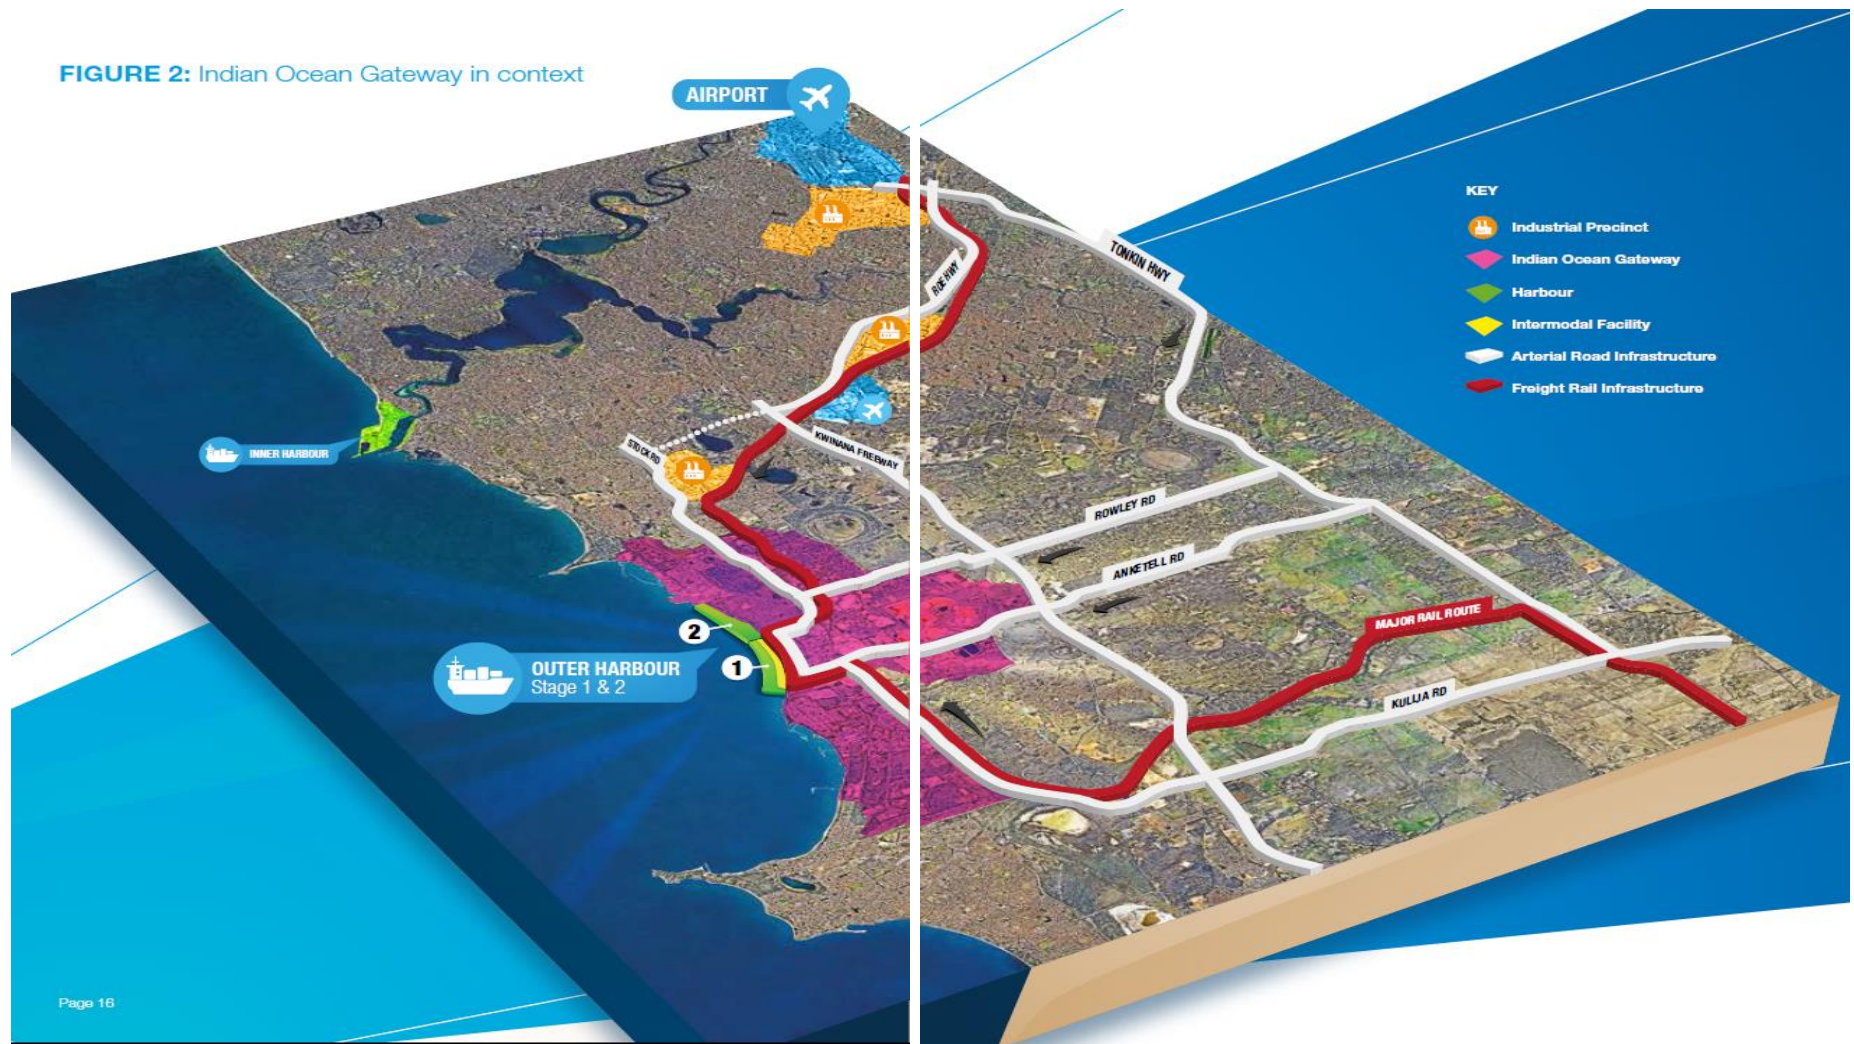 FIGURE 2: Indian Ocean Gateway in context
AIRPORT
KEY
Industrial Precinct
Indian Ocean Gateway
Harbour
Intermodal Facility
Arterial Road Infrastructure
Freight Rail Infrastructure
TONKIN HWY
ROE HWY
INNER HARBOUR
STOCK RD
KWINANA FREEWAY
ROWLEY RD
ANKETELL RD
MAJOR RAIL ROUTE
KULIJA RD
2
1
OUTER HARBOUR
Stage 1 & 2
Page 16